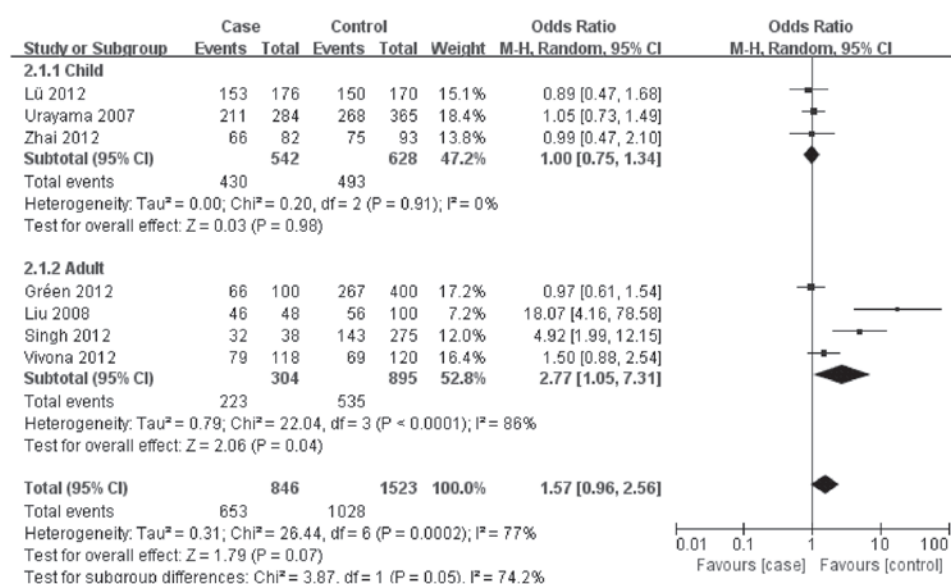 Case Control Odds Ratio Odds Ratio
Study or Subgroup Events Total Events Total Weight M-H, Random, 95% CI M-H, Random, 95% CI
2.1.1 Child
Lü 2012 153 176 150 170 15.1% 0.89 [0.47, 1.68]
Urayama 2007 211 284 268 365 18.4% 1.05 [0.73, 1.49]
Zhai 2012 66 82 75 93 13.8% 0.99 [0.47, 2.10]
Subtotal (95% CI) 542 628 47.2% 1.00 [0.75, 1.34]
Total events 430 493
Heterogeneity: Tau² = 0.00; Chi² = 0.20, df = 2 (P = 0.91); I² = 0%
Test for overall effect: Z = 0.03 (P = 0.98)
2.1.2 Adult
Gréen 2012 66 100 267 400 17.2% 0.97 [0.61, 1.54]
Liu 2008 46 48 56 100 7.2% 18.07 [4.16, 78.58]
Singh 2012 32 38 143 275 12.0% 4.92 [1.99, 12.15]
Vivona 2012 79 118 69 120 16.4% 1.50 [0.88, 2.54]
Subtotal (95% CI) 304 895 52.8% 2.77 [1.05, 7.31]
Total events 223 535
Heterogeneity: Tau² = 0.79; Chi² = 22.04, df = 3 (P < 0.0001); I² = 86%
Test for overall effect: Z = 2.06 (P = 0.04)
Total (95% CI) 846 1523 100.0% 1.57 [0.96, 2.56]
Total events 653 1028
Heterogeneity: Tau² = 0.31; Chi² = 26.44, df = 6 (P = 0.0002); I² = 77%
Test for overall effect: Z = 1.79 (P = 0.07)
Test for subgroup differences: Chi² = 3.87, df = 1 (P = 0.05), I² = 74.2%
0.01 0.1 1 10 100
Favours [case] Favours [control]